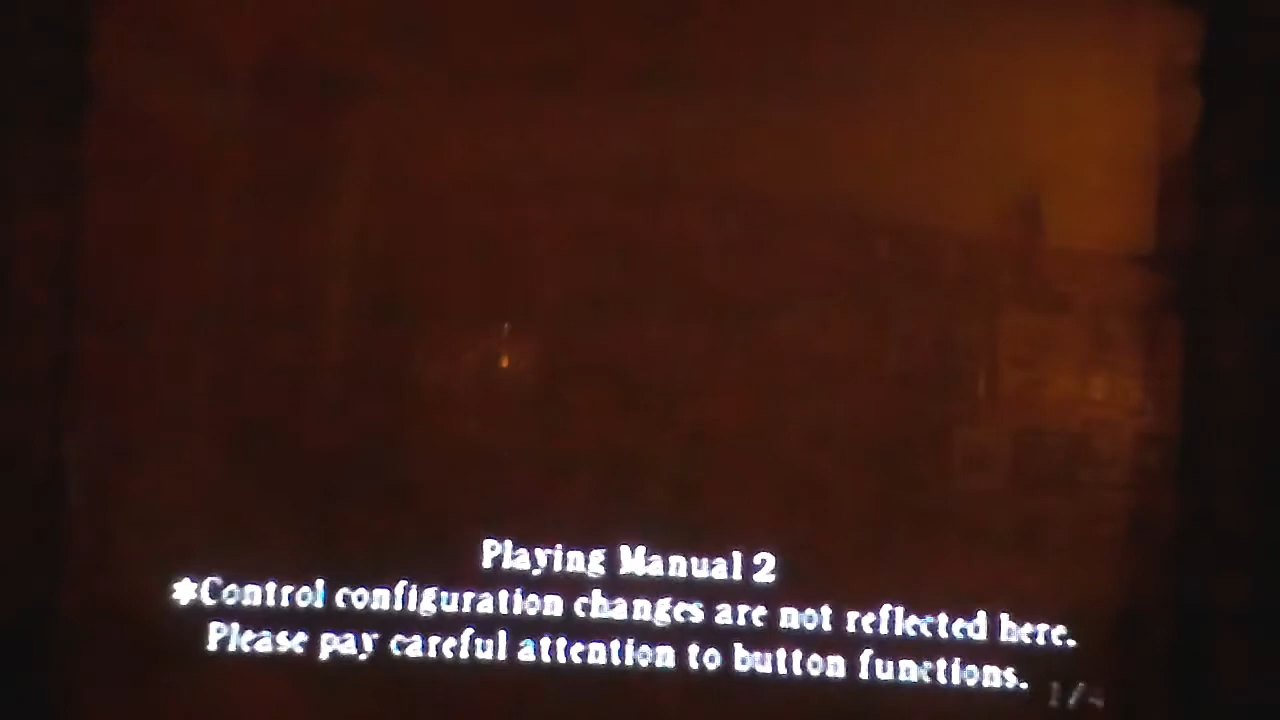 Playing Manual 2
*Control configuration changes are not reflected here.
Please pay careful attention to button functions.